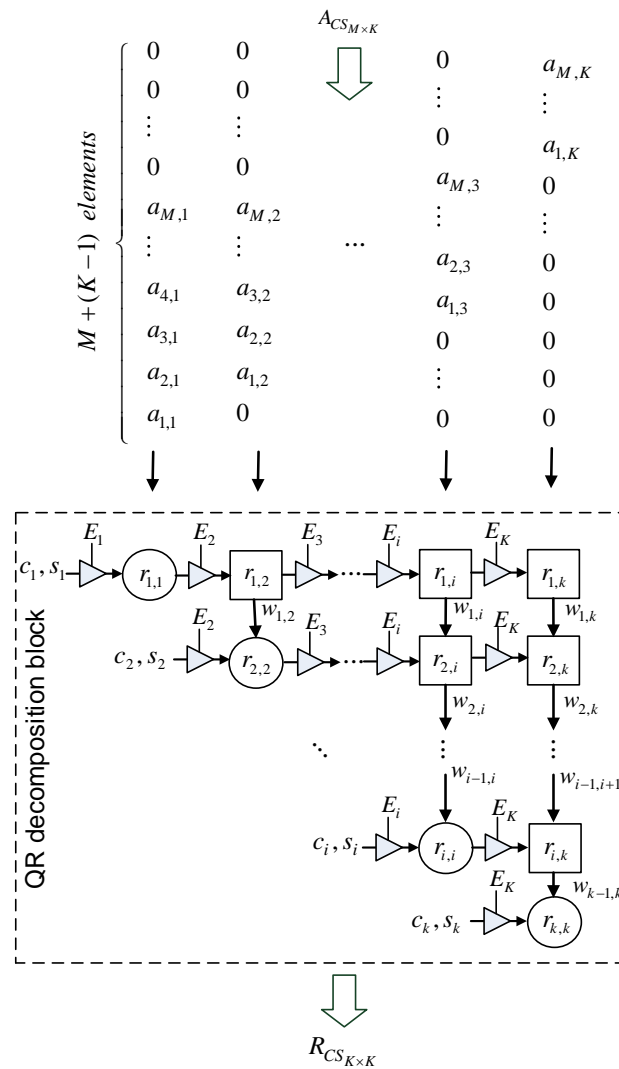 A_{CS_{M×K}}
0 0 0 a_{M,K}
0 0 ⋮ ⋮
⋮ ⋮ 0 a_{1,K}
0 0 a_{M,3} 0
a_{M,1} a_{M,2} ⋮ ⋮
⋮ ⋮ ... a_{2,3} 0
a_{4,1} a_{3,2} a_{1,3} 0
a_{3,1} a_{2,2} 0 0
a_{2,1} a_{1,2} ⋮ 0
a_{1,1} 0 0 0
M + (K − 1) elements
E_1 E_2 E_3 E_i E_K
c_1, s_1 r_{1,1} r_{1,2} ... r_{1,i} r_{1,k}
w_{1,2} w_{1,i} w_{1,k}
E_2 E_3 E_i E_K
c_2, s_2 r_{2,2} ... r_{2,i} r_{2,k}
w_{2,i} w_{2,k}
⋱ ⋮ ⋮
w_{i-1,i} w_{i-1,i+1}
E_i E_K
c_i, s_i r_{i,i} r_{i,k}
E_K w_{k-1,k}
c_k, s_k r_{k,k}
QR decomposition block
R_{CS_{K×K}}